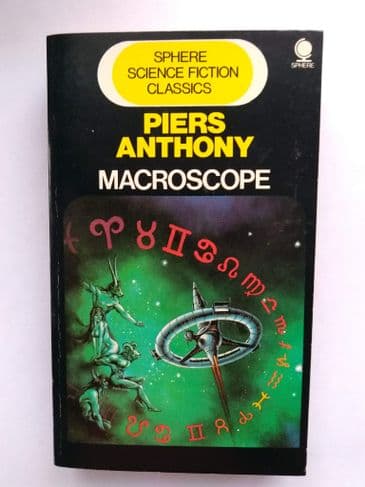 SPHERE
SCIENCE FICTION
CLASSICS
SPHERE
PIERS
ANTHONY
MACROSCOPE